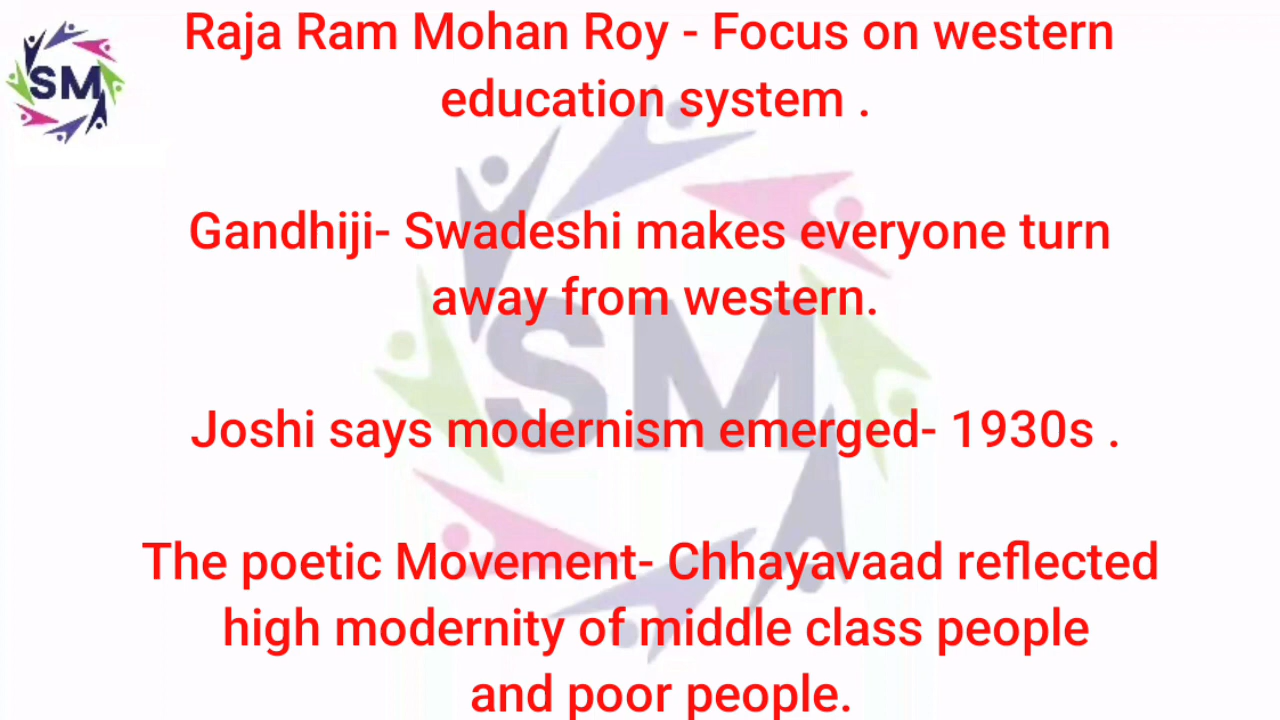 SM
Raja Ram Mohan Roy - Focus on western
education system .
Gandhiji- Swadeshi makes everyone turn
away from western.
SM
Joshi says modernism emerged- 1930s .
The poetic Movement- Chhayavaad reflected
high modernity of middle class people
and poor people.